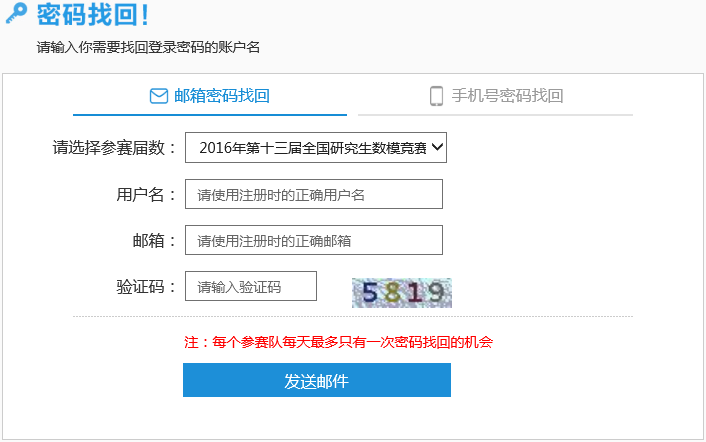 密码找回！
请输入你需要找回登录密码的账户名
邮箱密码找回 手机号密码找回
请选择参赛届数： 2016年第十三届全国研究生数模竞赛
用户名： 请使用注册时的正确用户名
邮箱： 请使用注册时的正确邮箱
验证码： 请输入验证码 5819
注：每个参赛队每天最多只有一次密码找回的机会
发送邮件